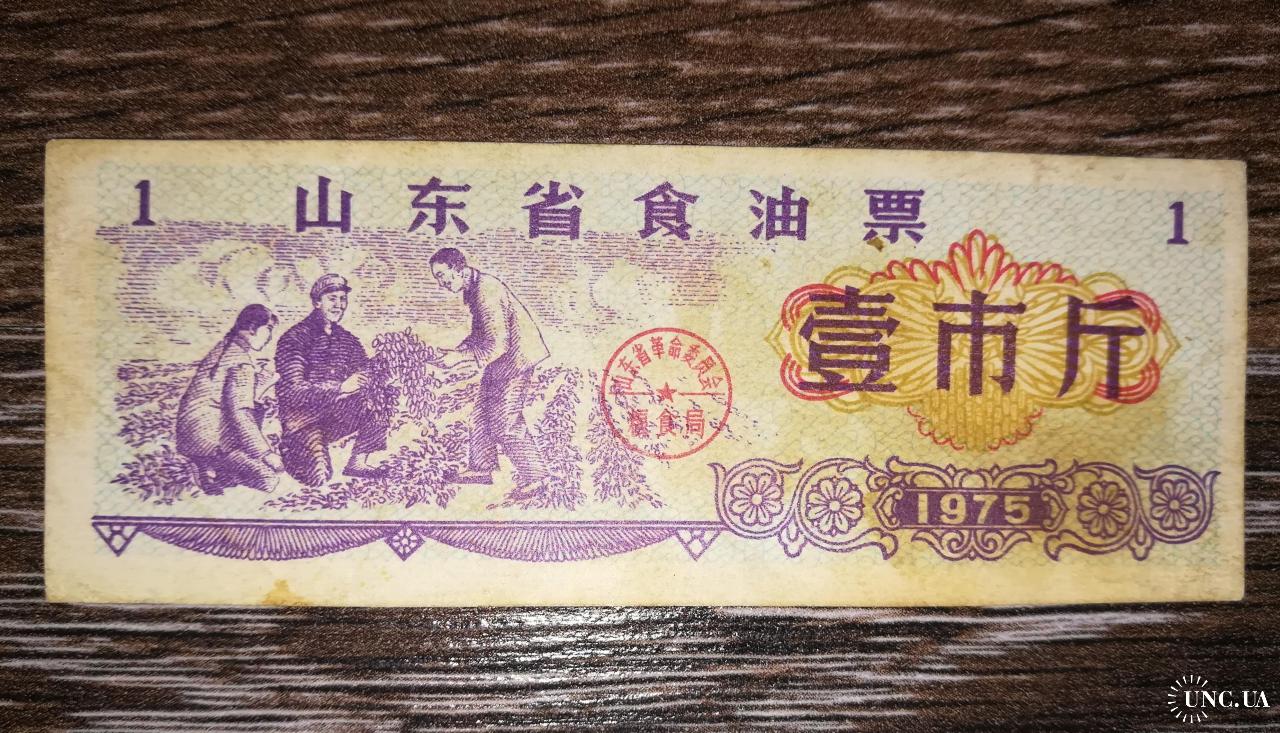 1 山东省食油票 1
壹市斤
山东省革命委员会
粮食局
1975
UNC.UA